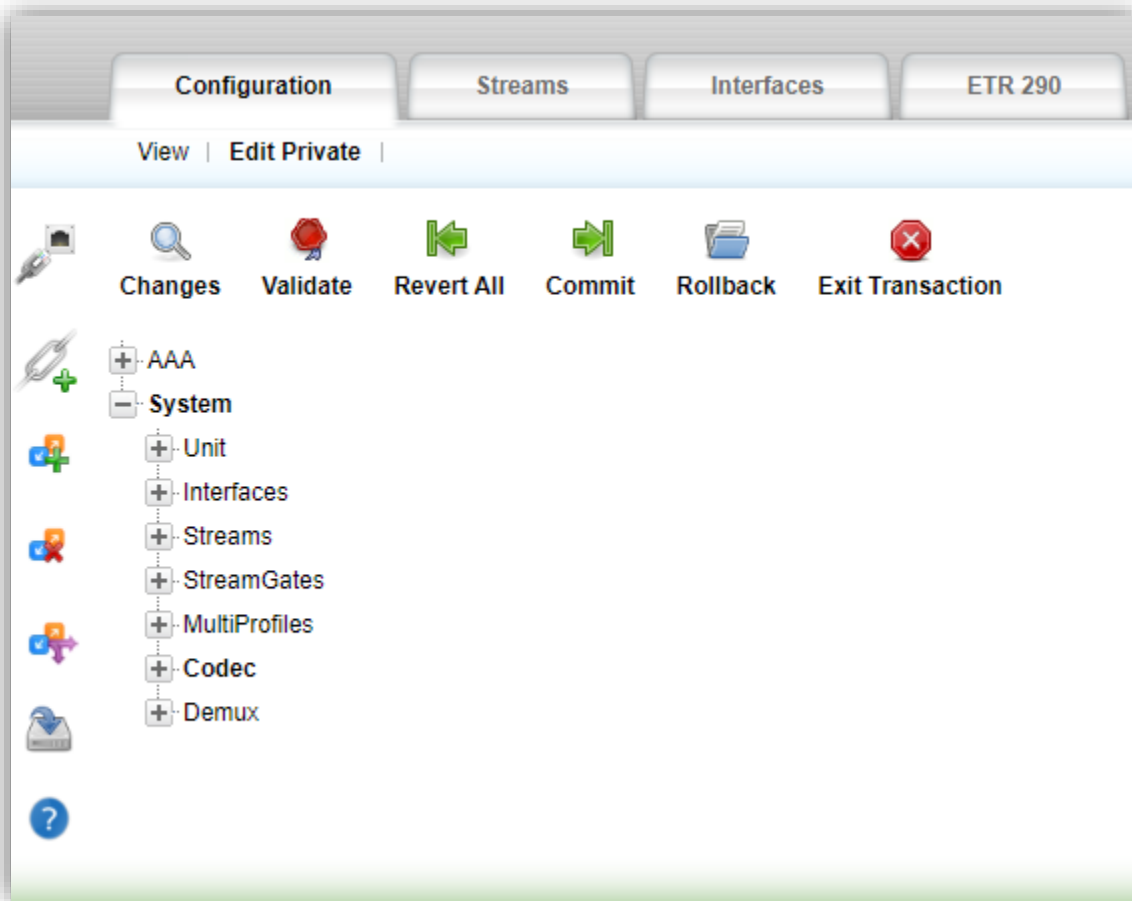 Configuration Streams Interfaces ETR 290
View | Edit Private |
Changes Validate Revert All Commit Rollback Exit Transaction
AAA
System
Unit
Interfaces
Streams
StreamGates
MultiProfiles
Codec
Demux
?